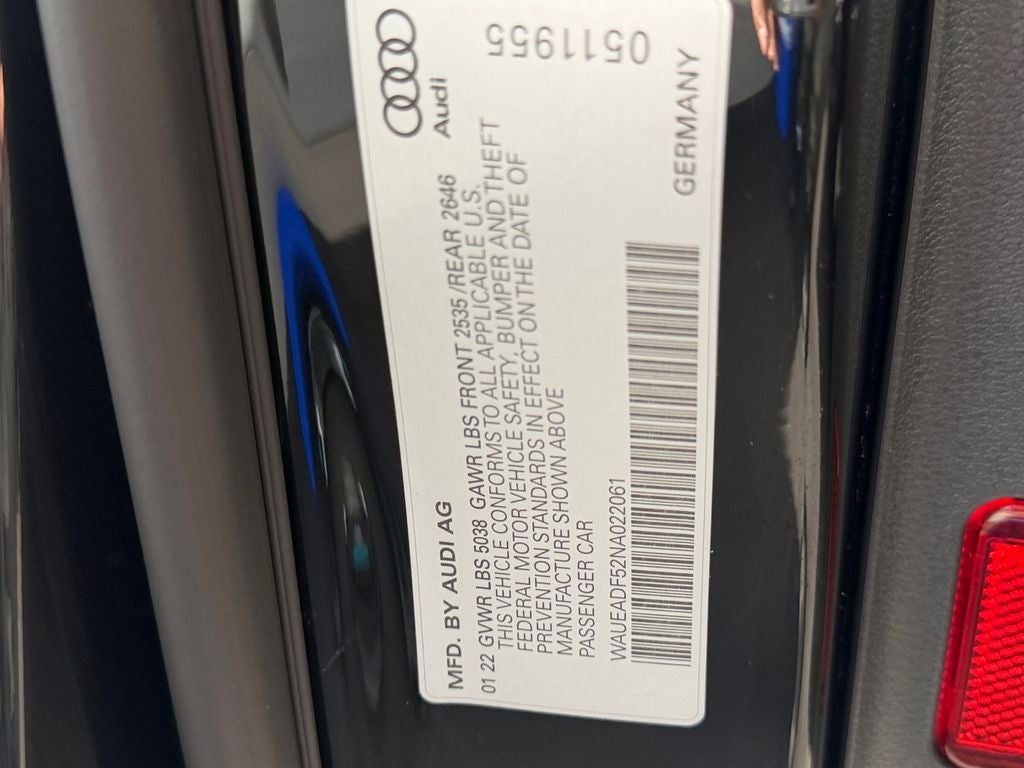 MFD. BY AUDI AG
Audi
01 22 GVWR LBS 5038 GAWR LBS FRONT 2535 /REAR 2646
THIS VEHICLE CONFORMS TO ALL APPLICABLE U.S.
FEDERAL MOTOR VEHICLE SAFETY, BUMPER AND THEFT
PREVENTION STANDARDS IN EFFECT ON THE DATE OF
MANUFACTURE SHOWN ABOVE
PASSENGER CAR
WAUEADF52NA022061
GERMANY
0511955